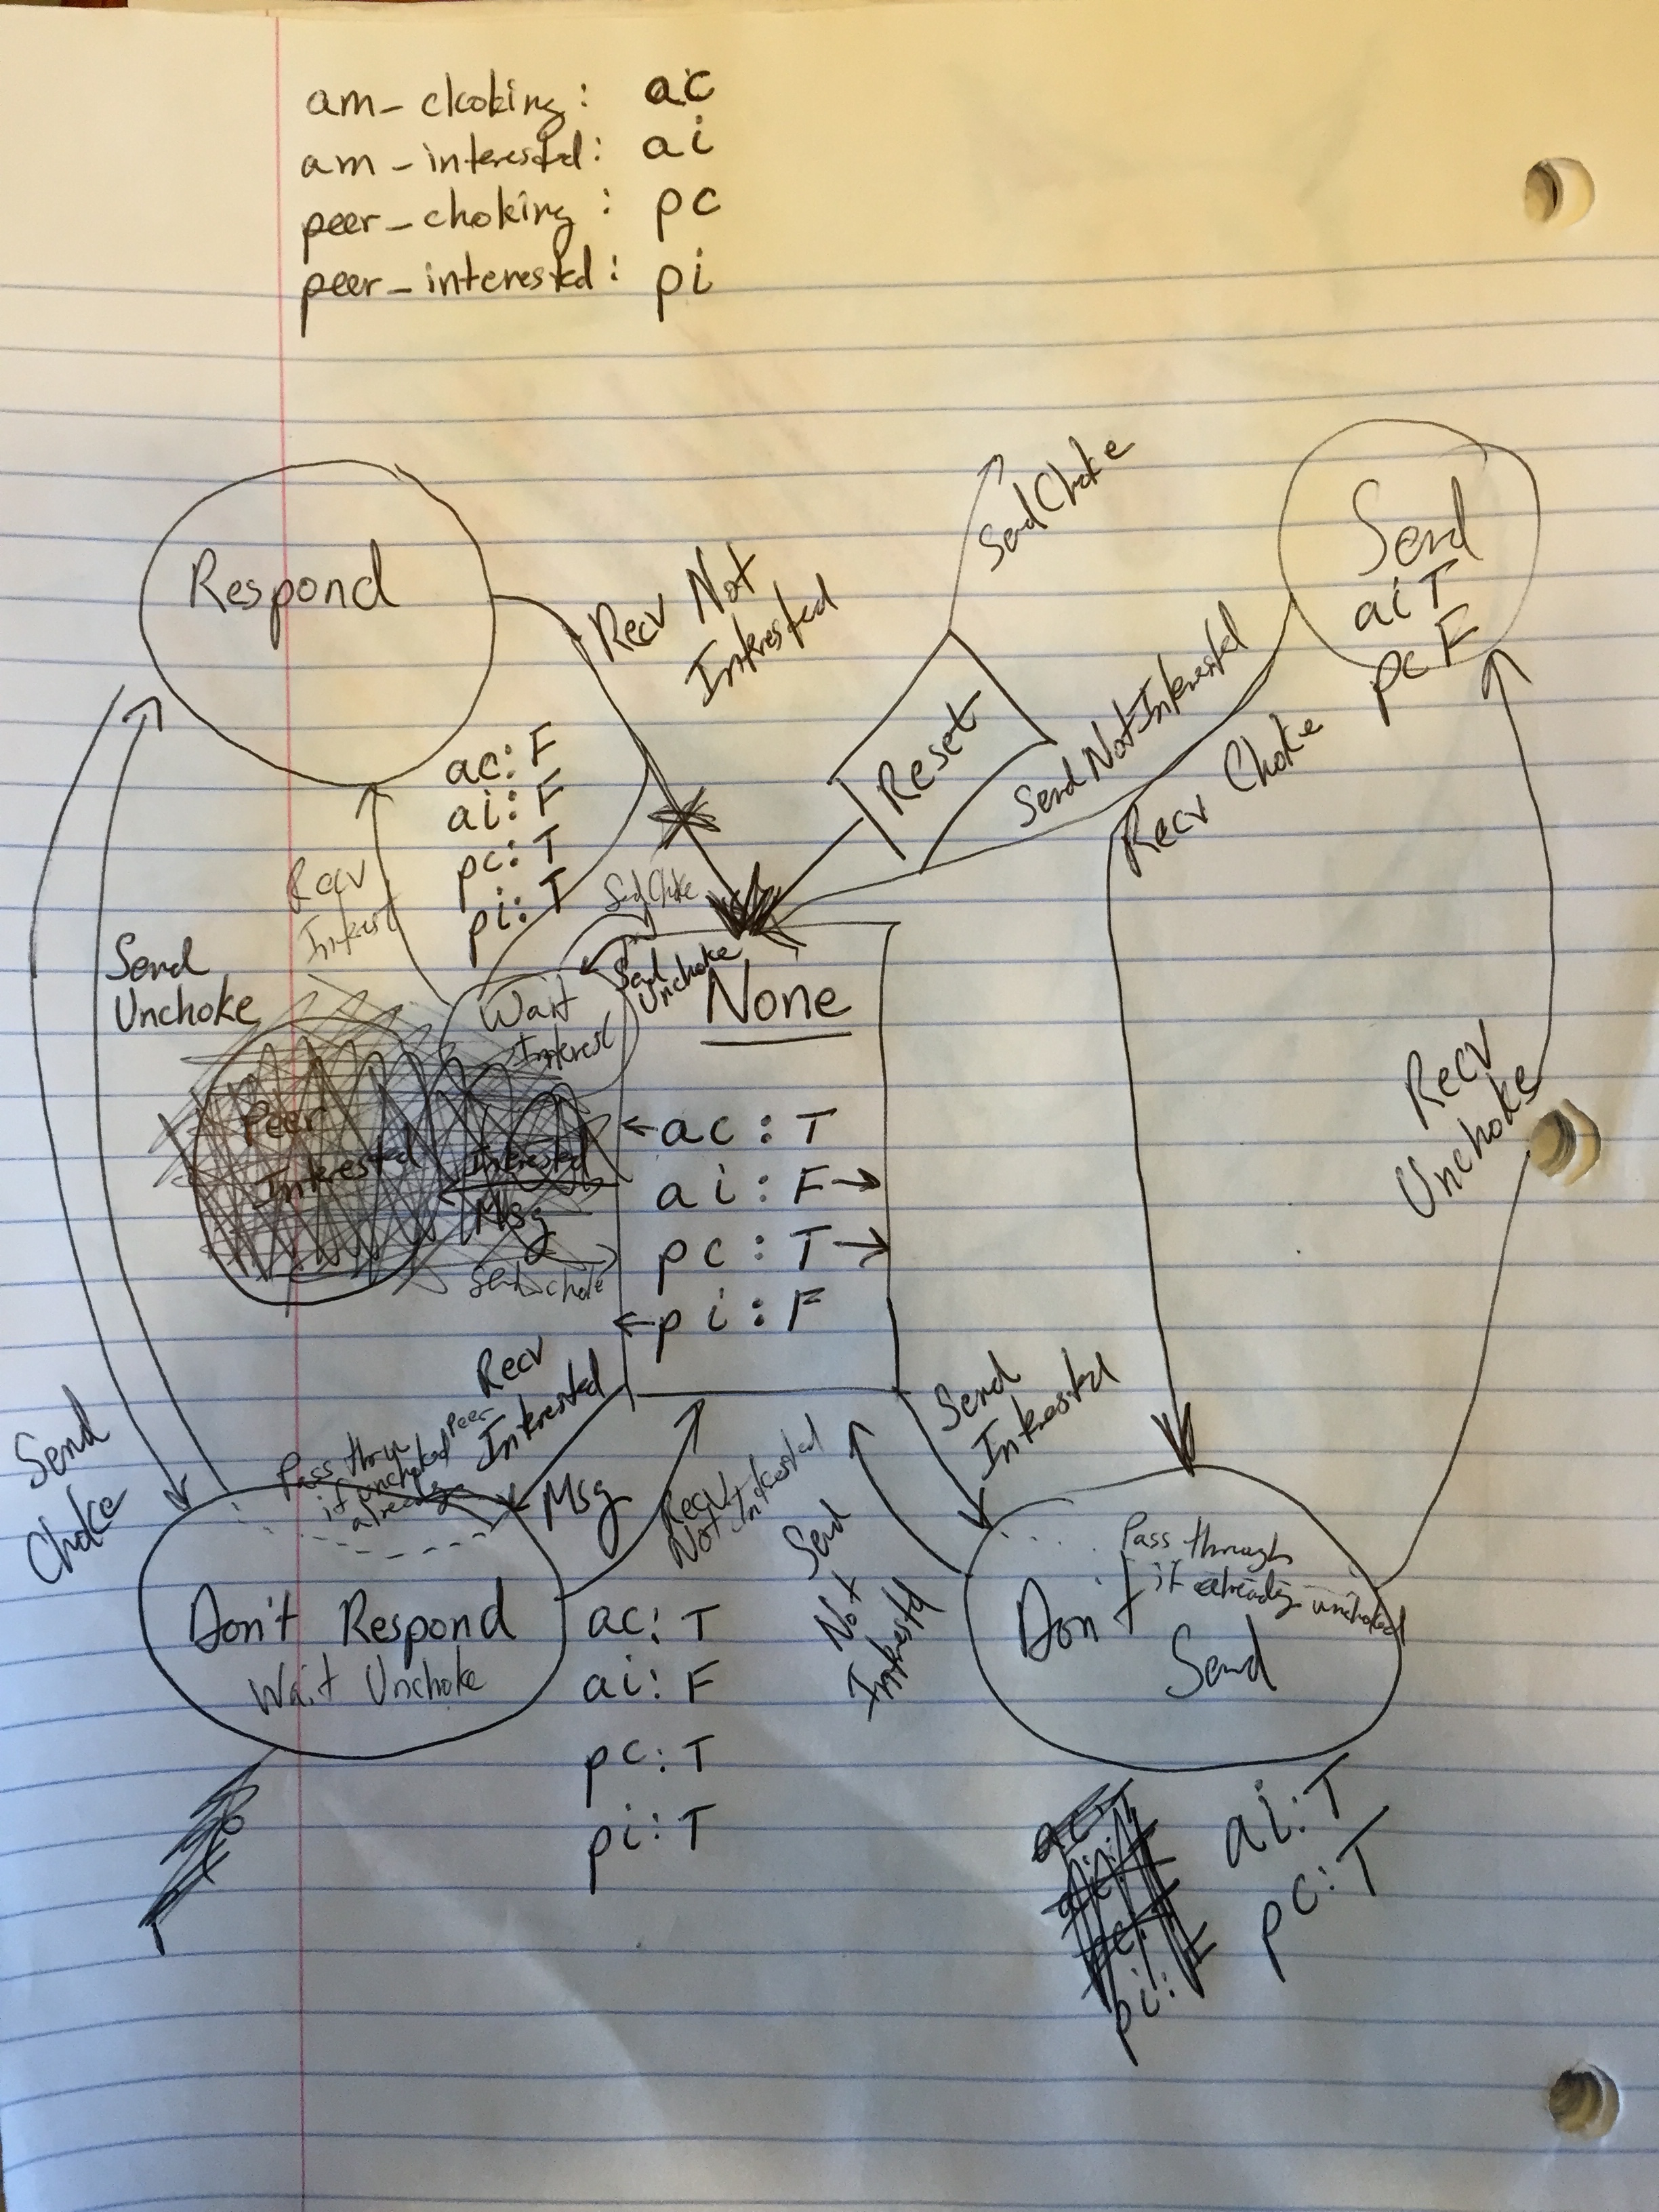 am-ckoking: ac
am-interested: ai
peer-choking: pc
peer-interested: pi
Respond
Recv Not
Interested
Send Choke
Send
ai T
pc F
Reset
Send Not Interested
Recv Choke
ac: F
ai: F
pc: T
pi: T
Recv
Interest
Send
Unchoke
Send Choke
Send
Unchoke
Wait
Interest
None
Peer
Interested
Interested
Msg
Send choke
←ac: T
ai: F→
pc: T→
←pi: F
Recv
Unchoke
Send
Choke
Recv
Interested
Msg
Pass thru
if unchoked Peer
already
Recv
Not Interested
Send
Interested
Send
Not
Interested
Don't Respond
Wait Unchoke
ac: T
ai: F
pc: T
pi: T
Pass through
if already unchoked
Don't
Send
ai: T
pc: T
pi: F